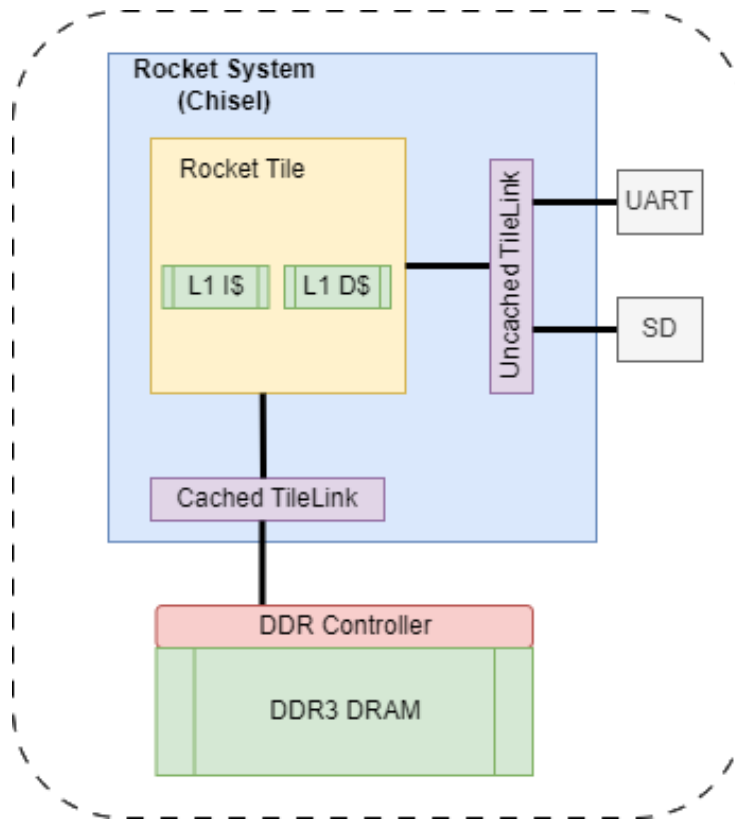 Rocket System
(Chisel)
Rocket Tile
L1 I$
L1 D$
Uncached TileLink
UART
SD
Cached TileLink
DDR Controller
DDR3 DRAM